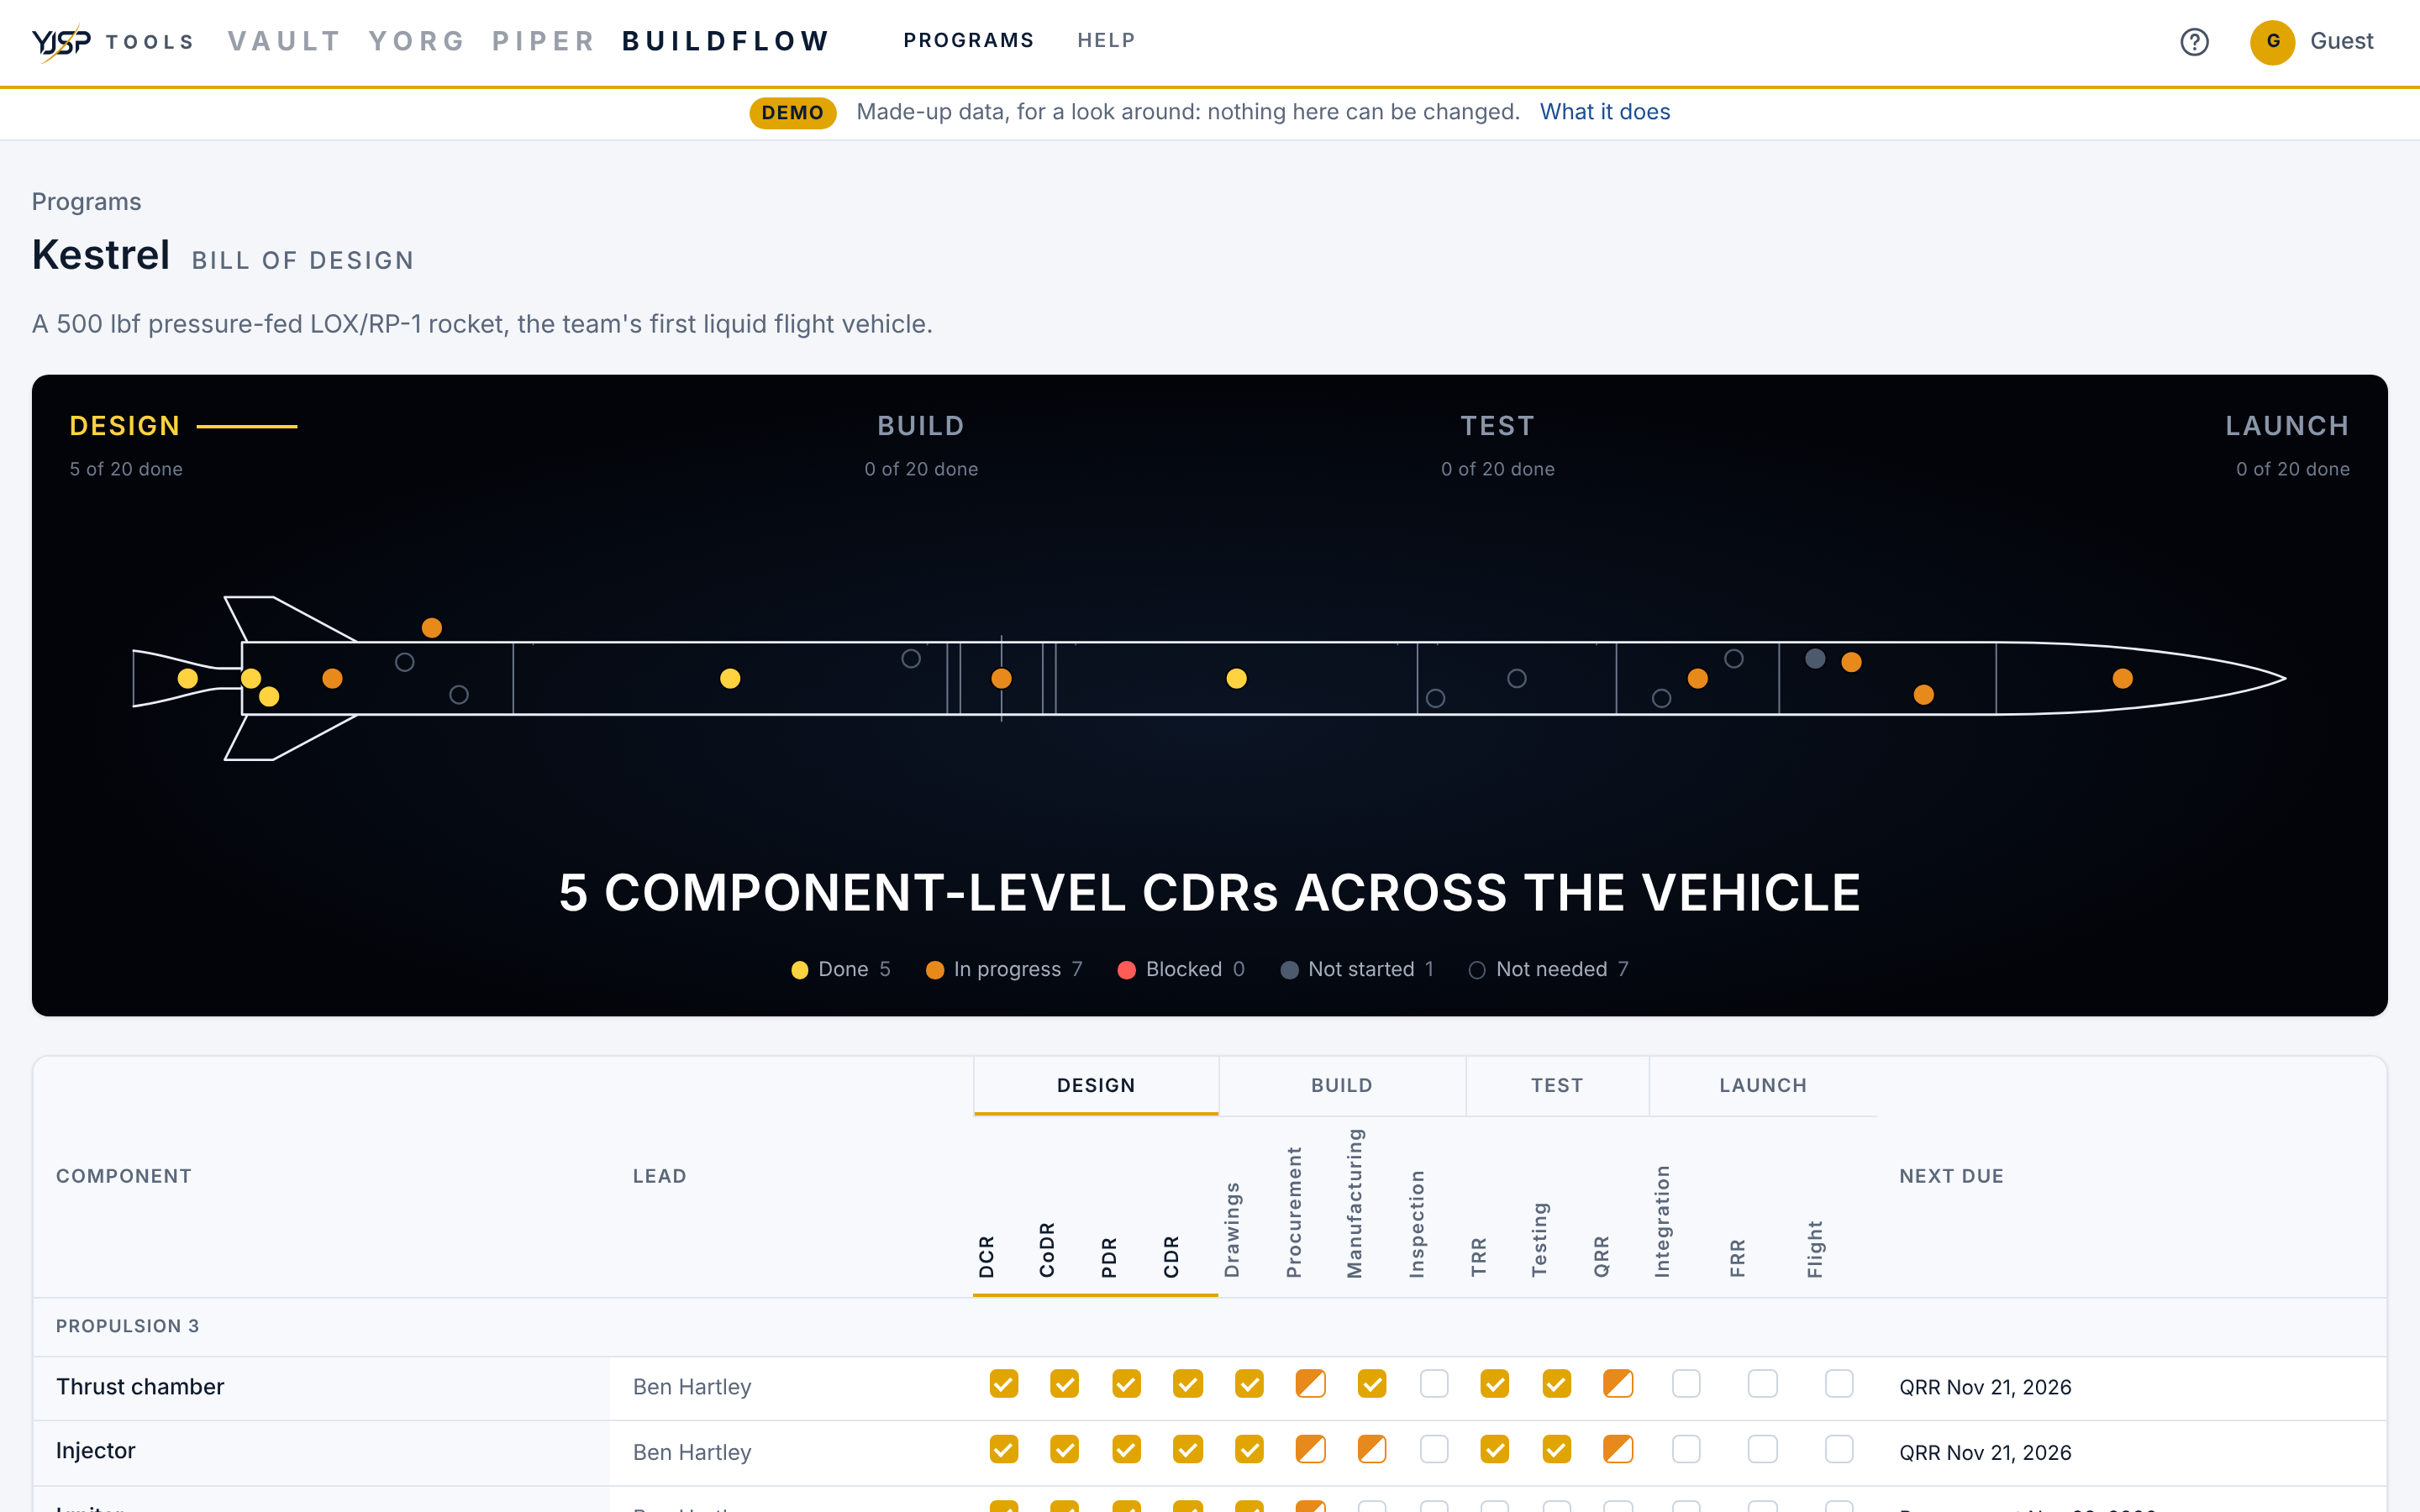 YJSP TOOLS VAULT YORG PIPER BUILDFLOW PROGRAMS HELP ? G Guest
DEMO Made-up data, for a look around: nothing here can be changed. What it does
Programs
Kestrel BILL OF DESIGN
A 500 lbf pressure-fed LOX/RP-1 rocket, the team's first liquid flight vehicle.
DESIGN BUILD TEST LAUNCH
5 of 20 done 0 of 20 done 0 of 20 done 0 of 20 done
5 COMPONENT-LEVEL CDRs ACROSS THE VEHICLE
Done 5 In progress 7 Blocked 0 Not started 1 Not needed 7
DESIGN BUILD TEST LAUNCH
COMPONENT LEAD DCR CoDR PDR CDR Drawings Procurement Manufacturing Inspection TRR Testing QRR Integration FRR Flight NEXT DUE
PROPULSION 3
Thrust chamber Ben Hartley QRR Nov 21, 2026
Injector Ben Hartley QRR Nov 21, 2026